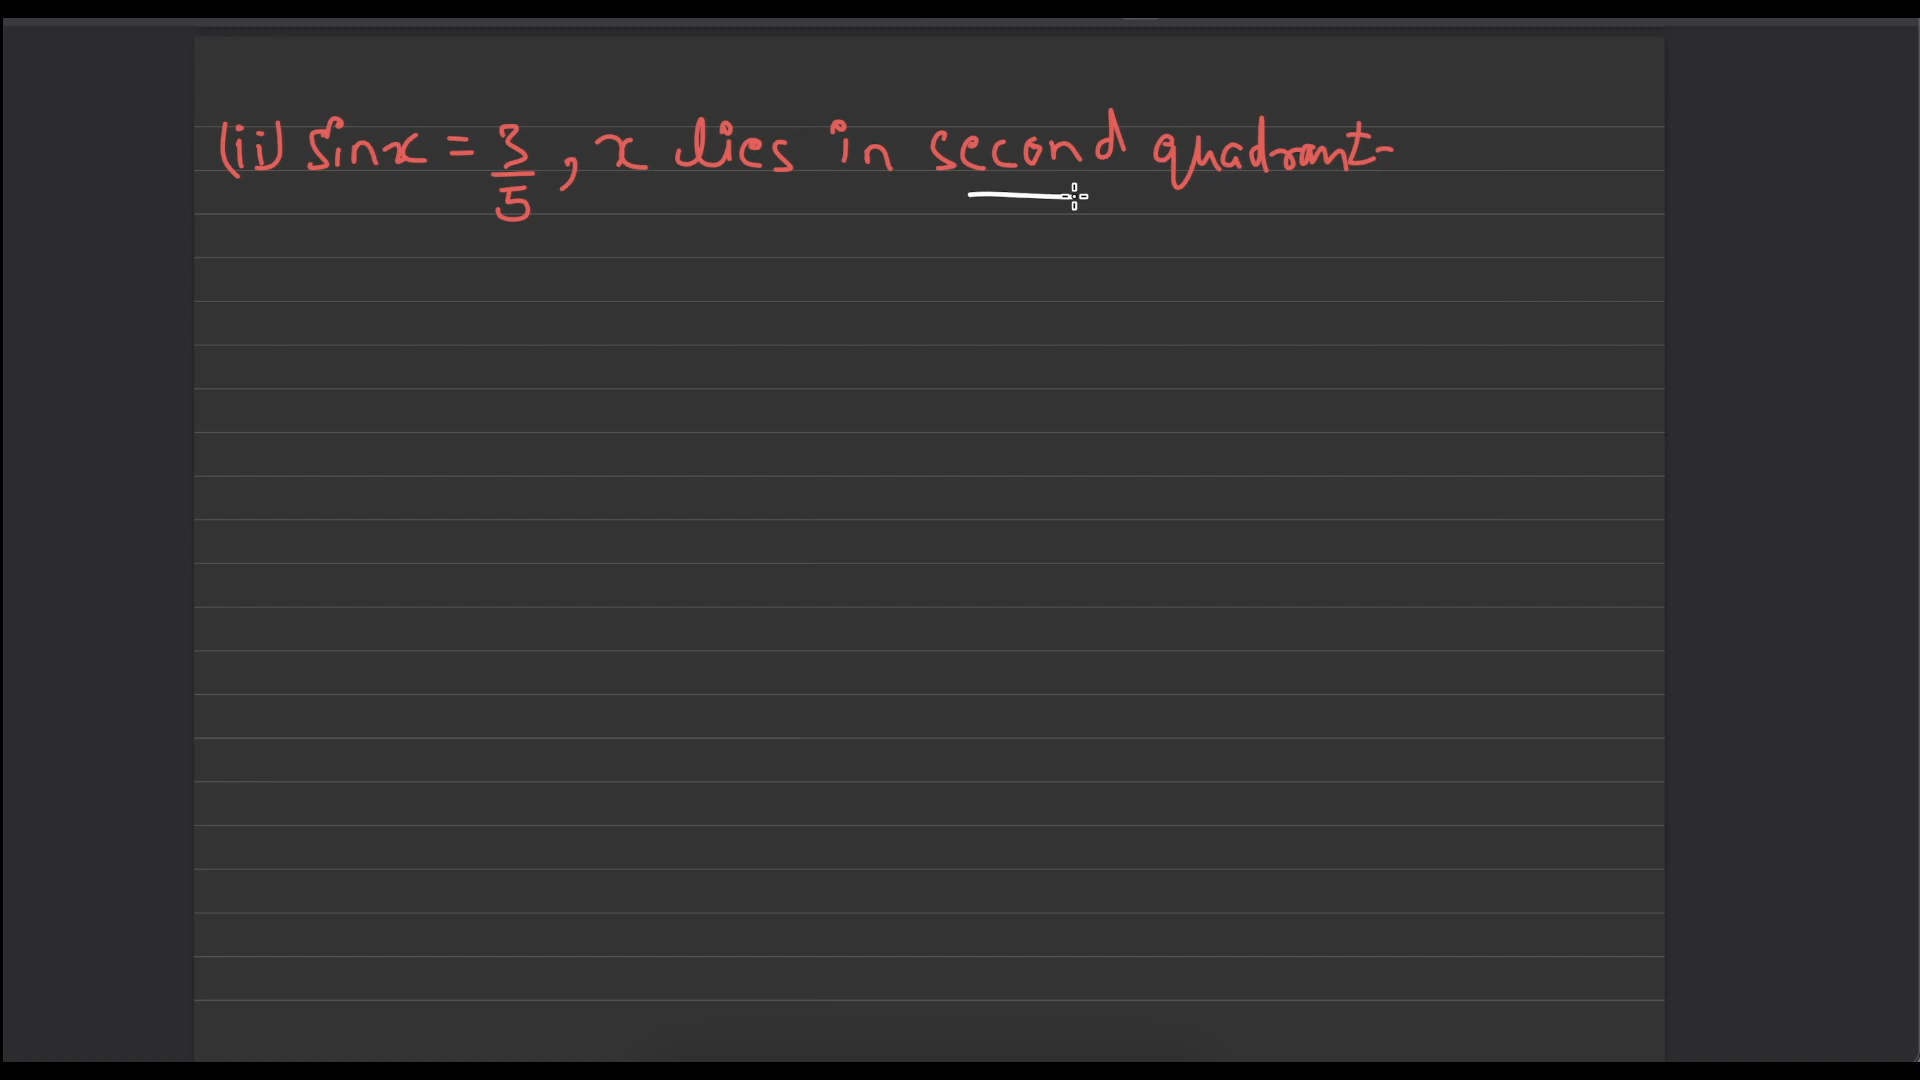 (ii) sinx = 3/5, x lies in second quadrant-